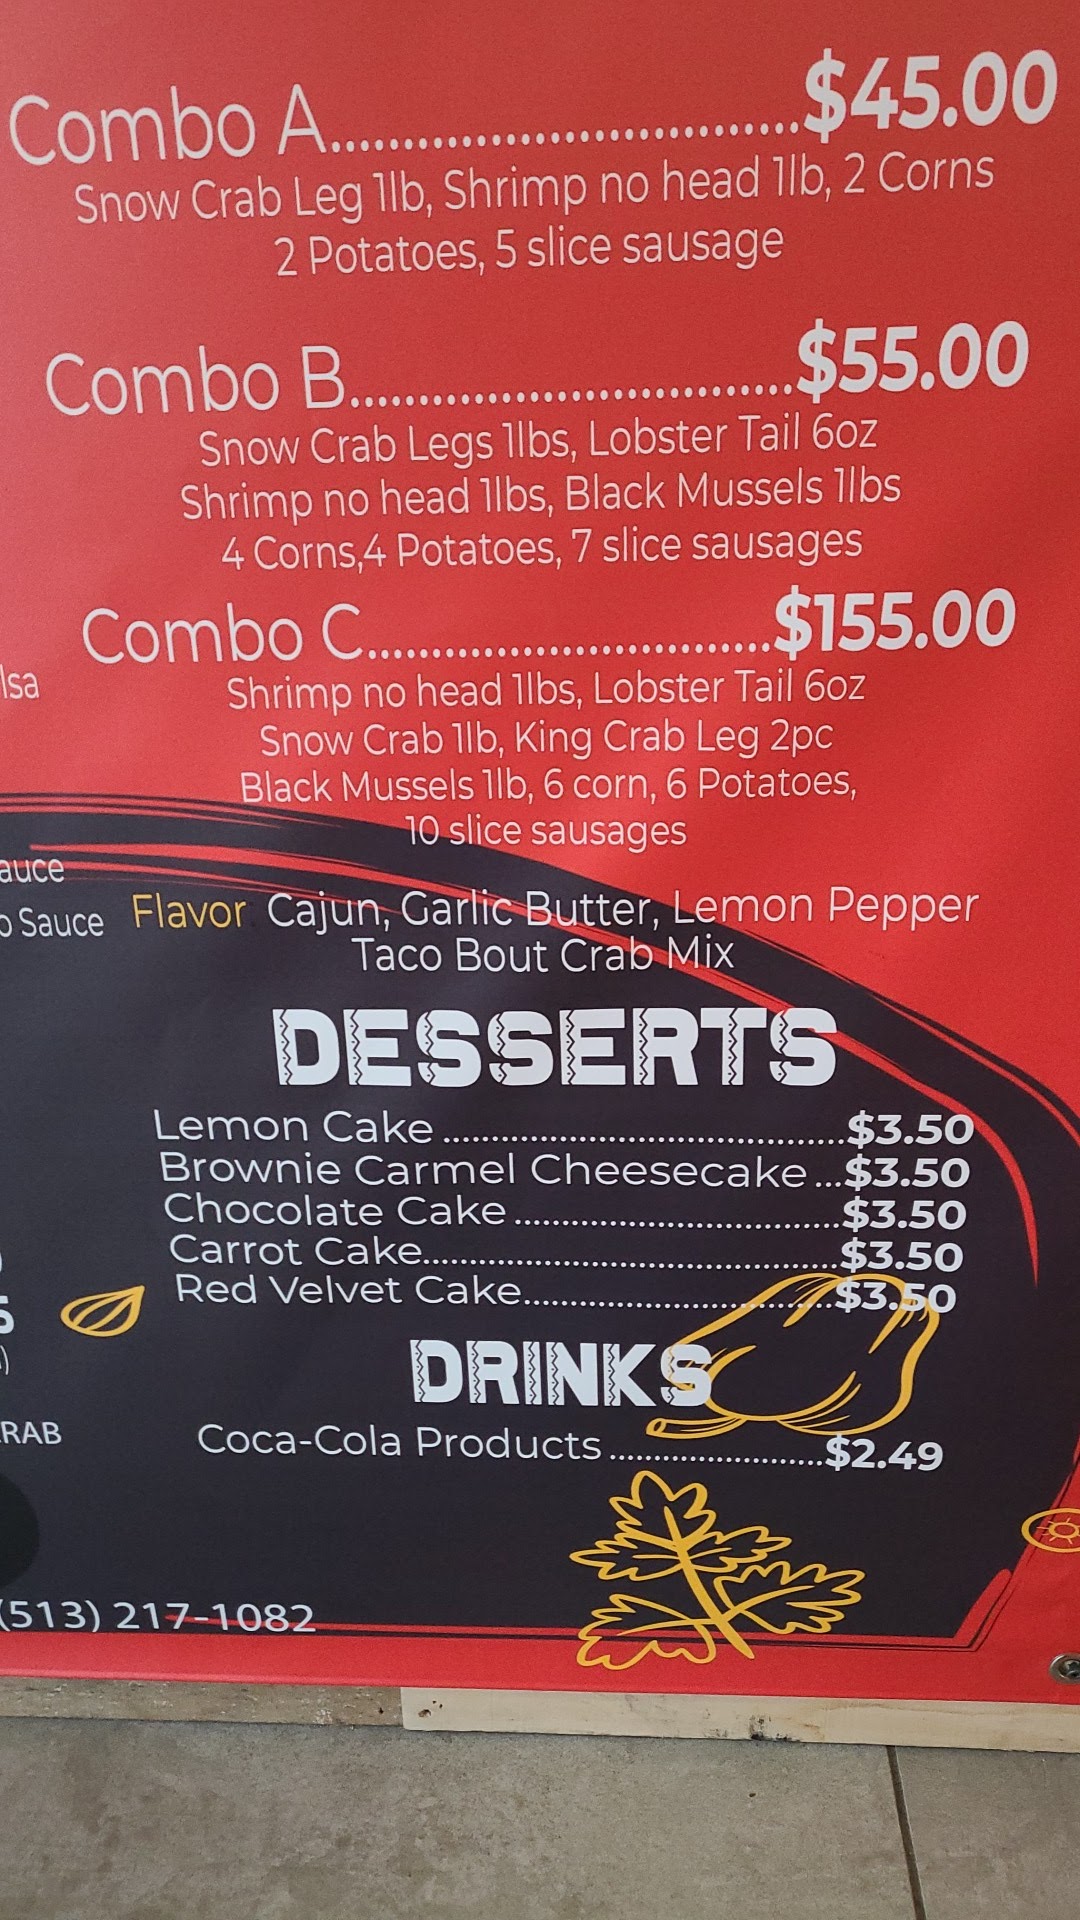 Combo A..............................$45.00
Snow Crab Leg 1lb, Shrimp no head 1lb, 2 Corns
2 Potatoes, 5 slice sausage
Combo B.................................$55.00
Snow Crab Legs 1lbs, Lobster Tail 6oz
Shrimp no head 1lbs, Black Mussels 1lbs
4 Corns,4 Potatoes, 7 slice sausages
Combo C..............................$155.00
lsa
Shrimp no head 1lbs, Lobster Tail 6oz
Snow Crab 1lb, King Crab Leg 2pc
Black Mussels 1lb, 6 corn, 6 Potatoes,
10 slice sausages
auce
o Sauce
Flavor Cajun, Garlic Butter, Lemon Pepper
Taco Bout Crab Mix
DESSERTS
Lemon Cake ..........................................$3.50
Brownie Carmel Cheesecake ...$3.50
Chocolate Cake ..................................$3.50
Carrot Cake...........................................$3.50
Red Velvet Cake................................$3.50
5
DRINKS
RAB
Coca-Cola Products ......................$2.49
(513) 217-1082